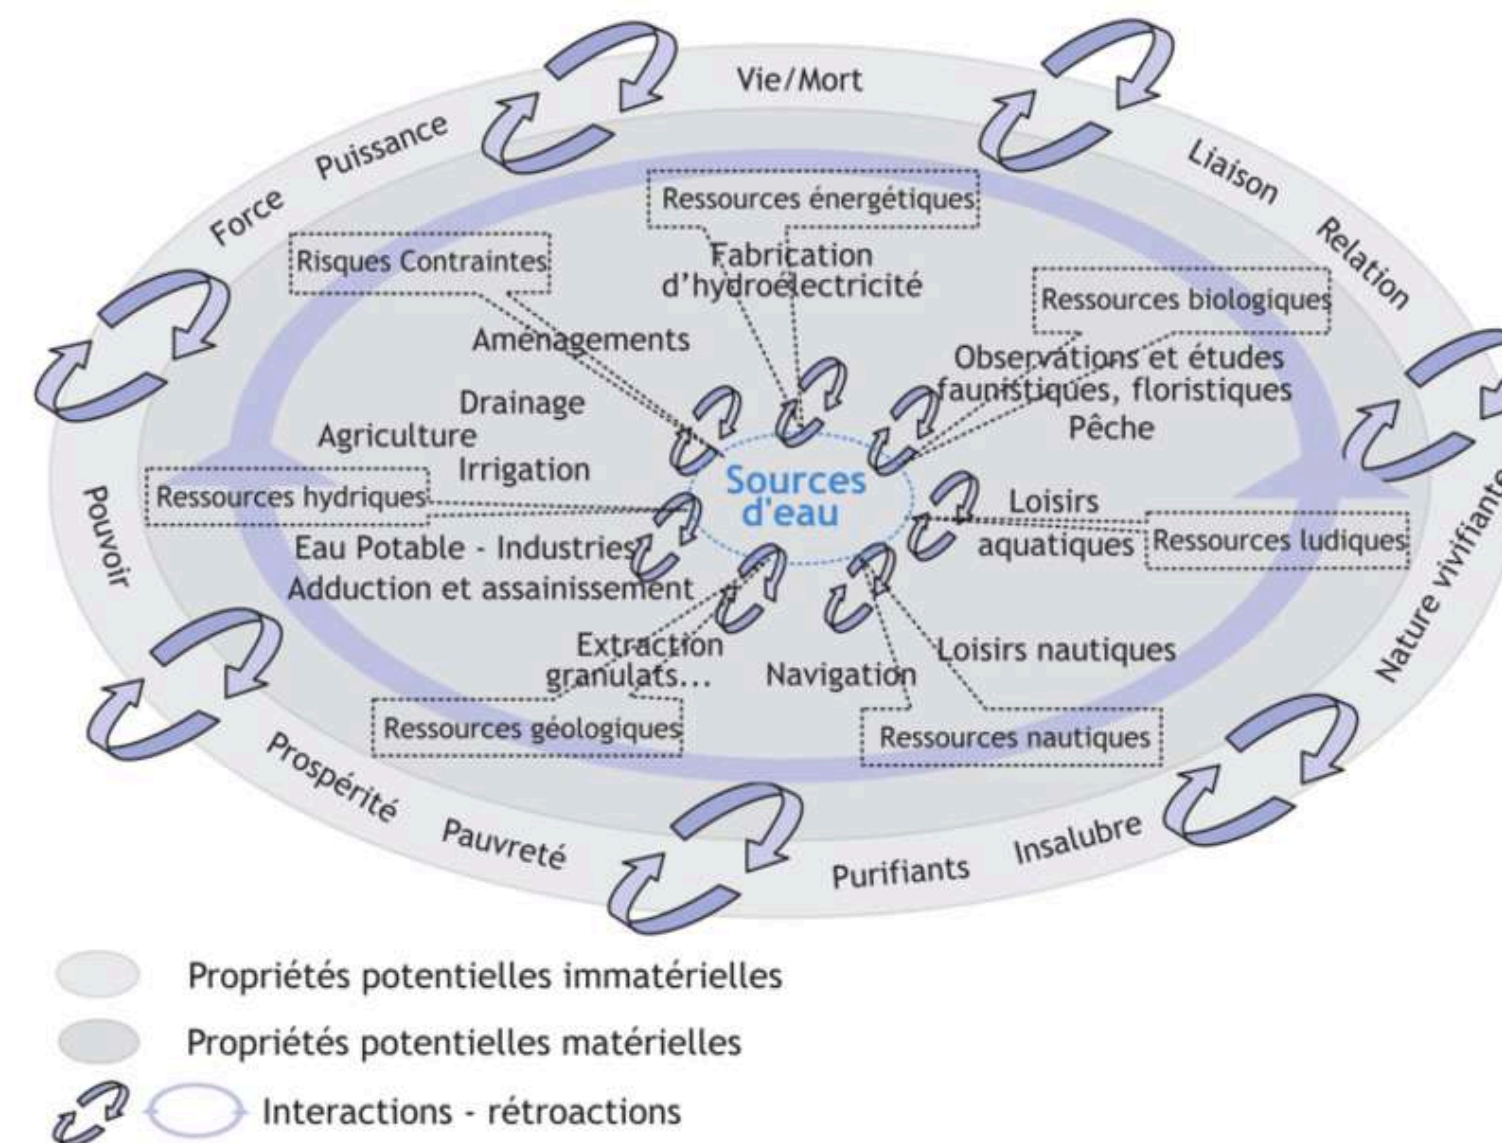 Vie/Mort
Puissance
Force
Liaison
Relation
Ressources énergétiques
Fabrication
d'hydroélectricité
Risques Contraintes
Ressources biologiques
Aménagements
Observations et études
faunistiques, floristiques
Pêche
Drainage
Agriculture
Irrigation
Ressources hydriques
Sources
d'eau
Loisirs
aquatiques
Ressources ludiques
Pouvoir
Nature vivifiante
Eau Potable - Industries
Adduction et assainissement
Extraction
granulats...
Navigation
Loisirs nautiques
Ressources géologiques
Ressources nautiques
Prospérité
Pauvreté
Purifiants
Insalubre
Propriétés potentielles immatérielles
Propriétés potentielles matérielles
Interactions - rétroactions